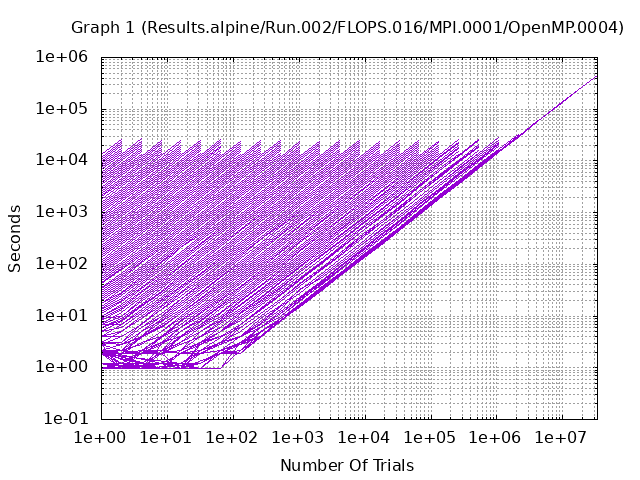 Graph 1 (Results.alpine/Run.002/FLOPS.016/MPI.0001/OpenMP.0004)
1e+06
1e+05
1e+04
1e+03
1e+02
1e+01
1e+00
1e-01
Seconds
1e+00 1e+01 1e+02 1e+03 1e+04 1e+05 1e+06 1e+07
Number Of Trials